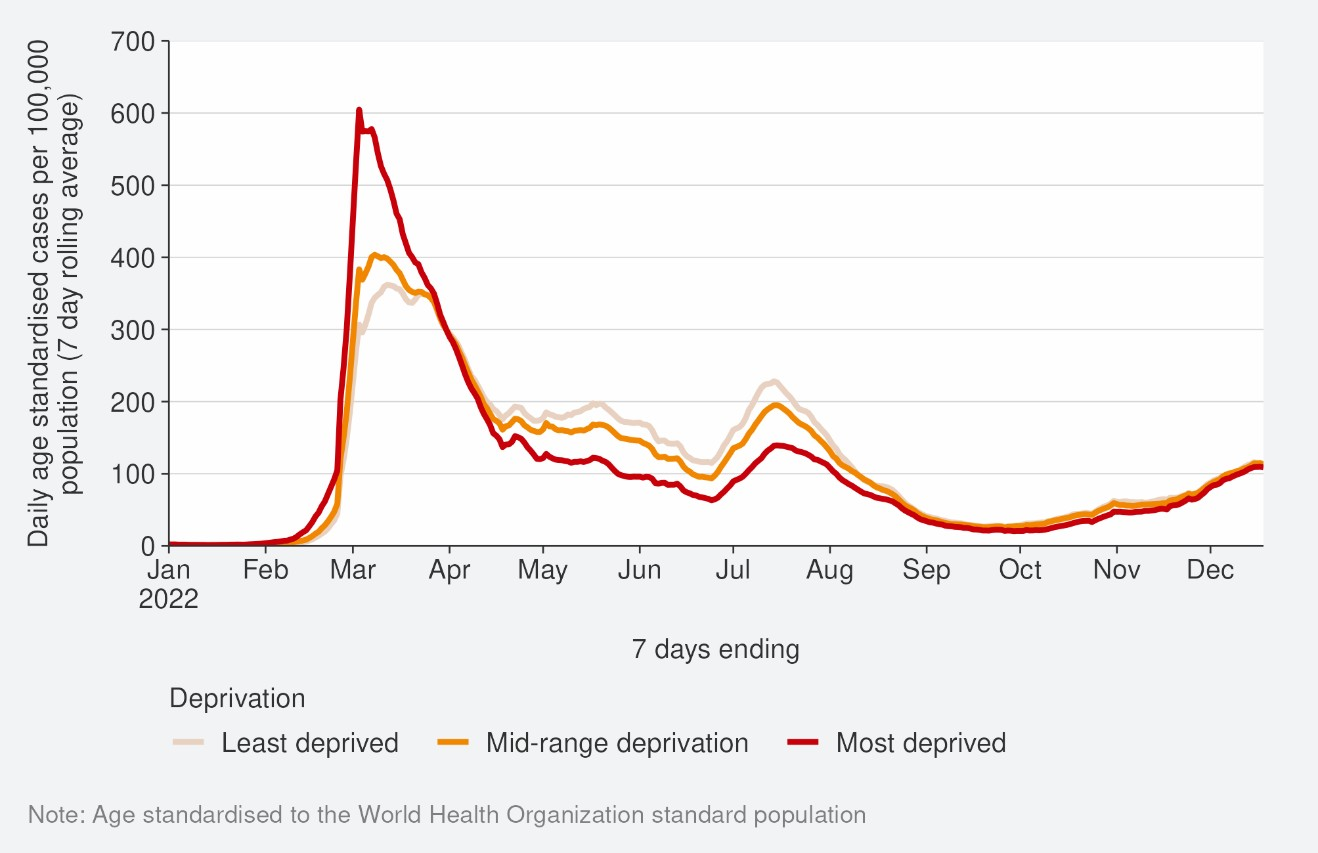 Daily age standardised cases per 100,000
population (7 day rolling average)
700
600
500
400
300
200
100
0
Jan Feb Mar Apr May Jun Jul Aug Sep Oct Nov Dec
2022
7 days ending
Deprivation
Least deprived Mid-range deprivation Most deprived
Note: Age standardised to the World Health Organization standard population